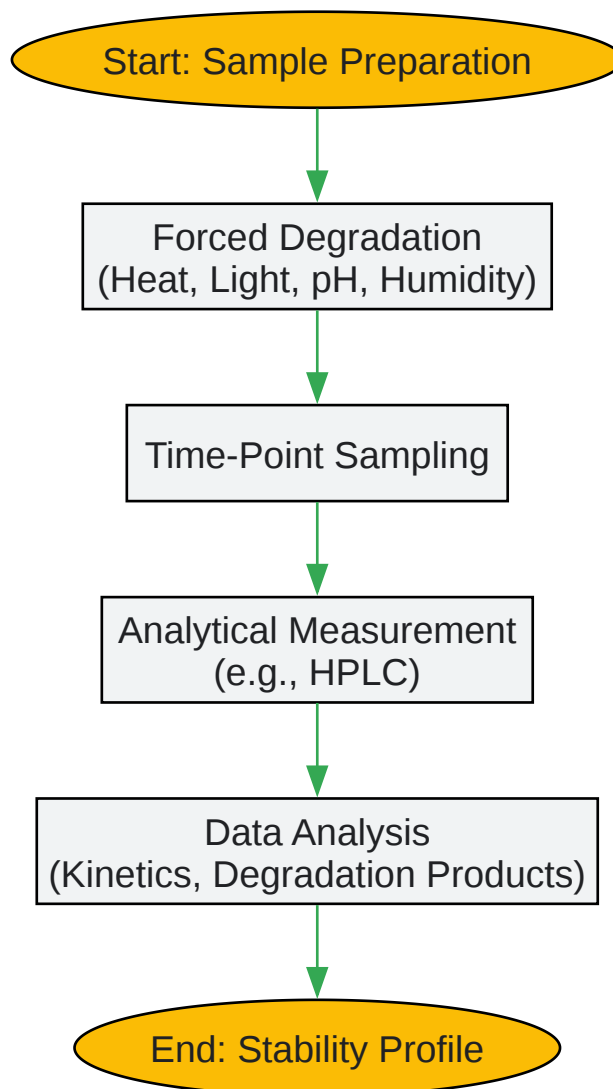 Start: Sample Preparation
Forced Degradation
(Heat, Light, pH, Humidity)
Time-Point Sampling
Analytical Measurement
(e.g., HPLC)
Data Analysis
(Kinetics, Degradation Products)
End: Stability Profile